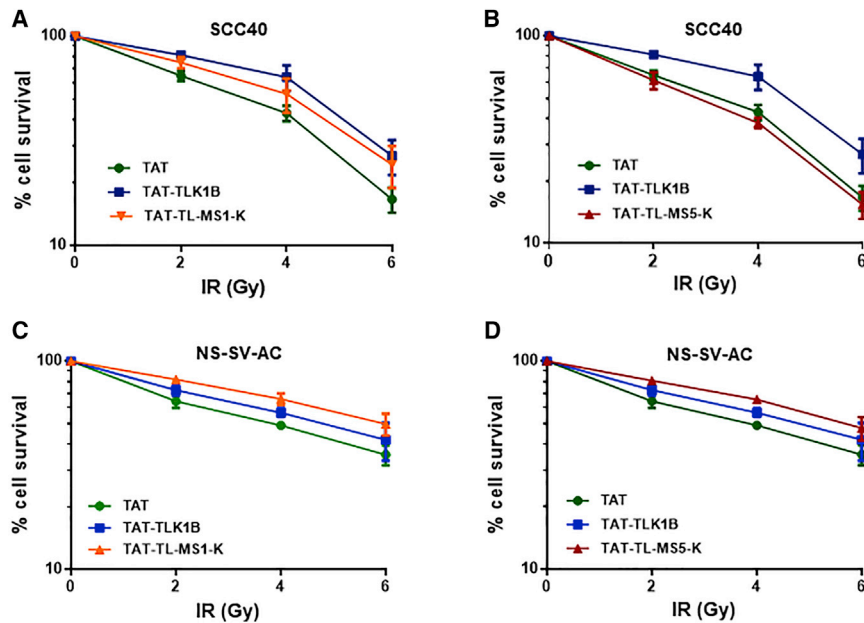 A
SCC40
% cell survival
100
10
TAT
TAT-TLK1B
TAT-TL-MS1-K
0 2 4 6
IR (Gy)
B
SCC40
% cell survival
100
10
TAT
TAT-TLK1B
TAT-TL-MS5-K
0 2 4 6
IR (Gy)
C
NS-SV-AC
% cell survival
100
10
TAT
TAT-TLK1B
TAT-TL-MS1-K
0 2 4 6
IR (Gy)
D
NS-SV-AC
% cell survival
100
10
TAT
TAT-TLK1B
TAT-TL-MS5-K
0 2 4 6
IR (Gy)